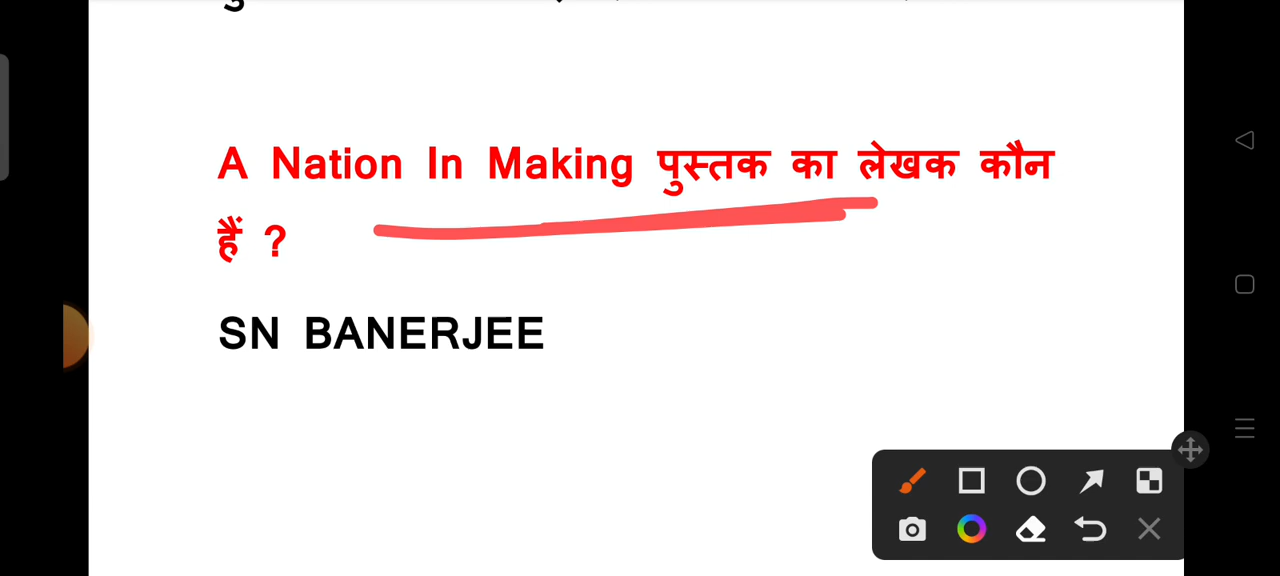 A Nation In Making पुस्तक का लेखक कौन
हैं ?
SN BANERJEE